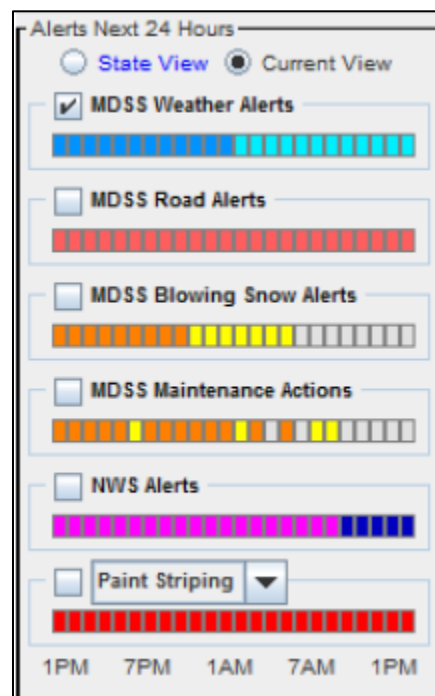 Alerts Next 24 Hours
State View Current View
MDSS Weather Alerts
MDSS Road Alerts
MDSS Blowing Snow Alerts
MDSS Maintenance Actions
NWS Alerts
Paint Striping
1PM 7PM 1AM 7AM 1PM